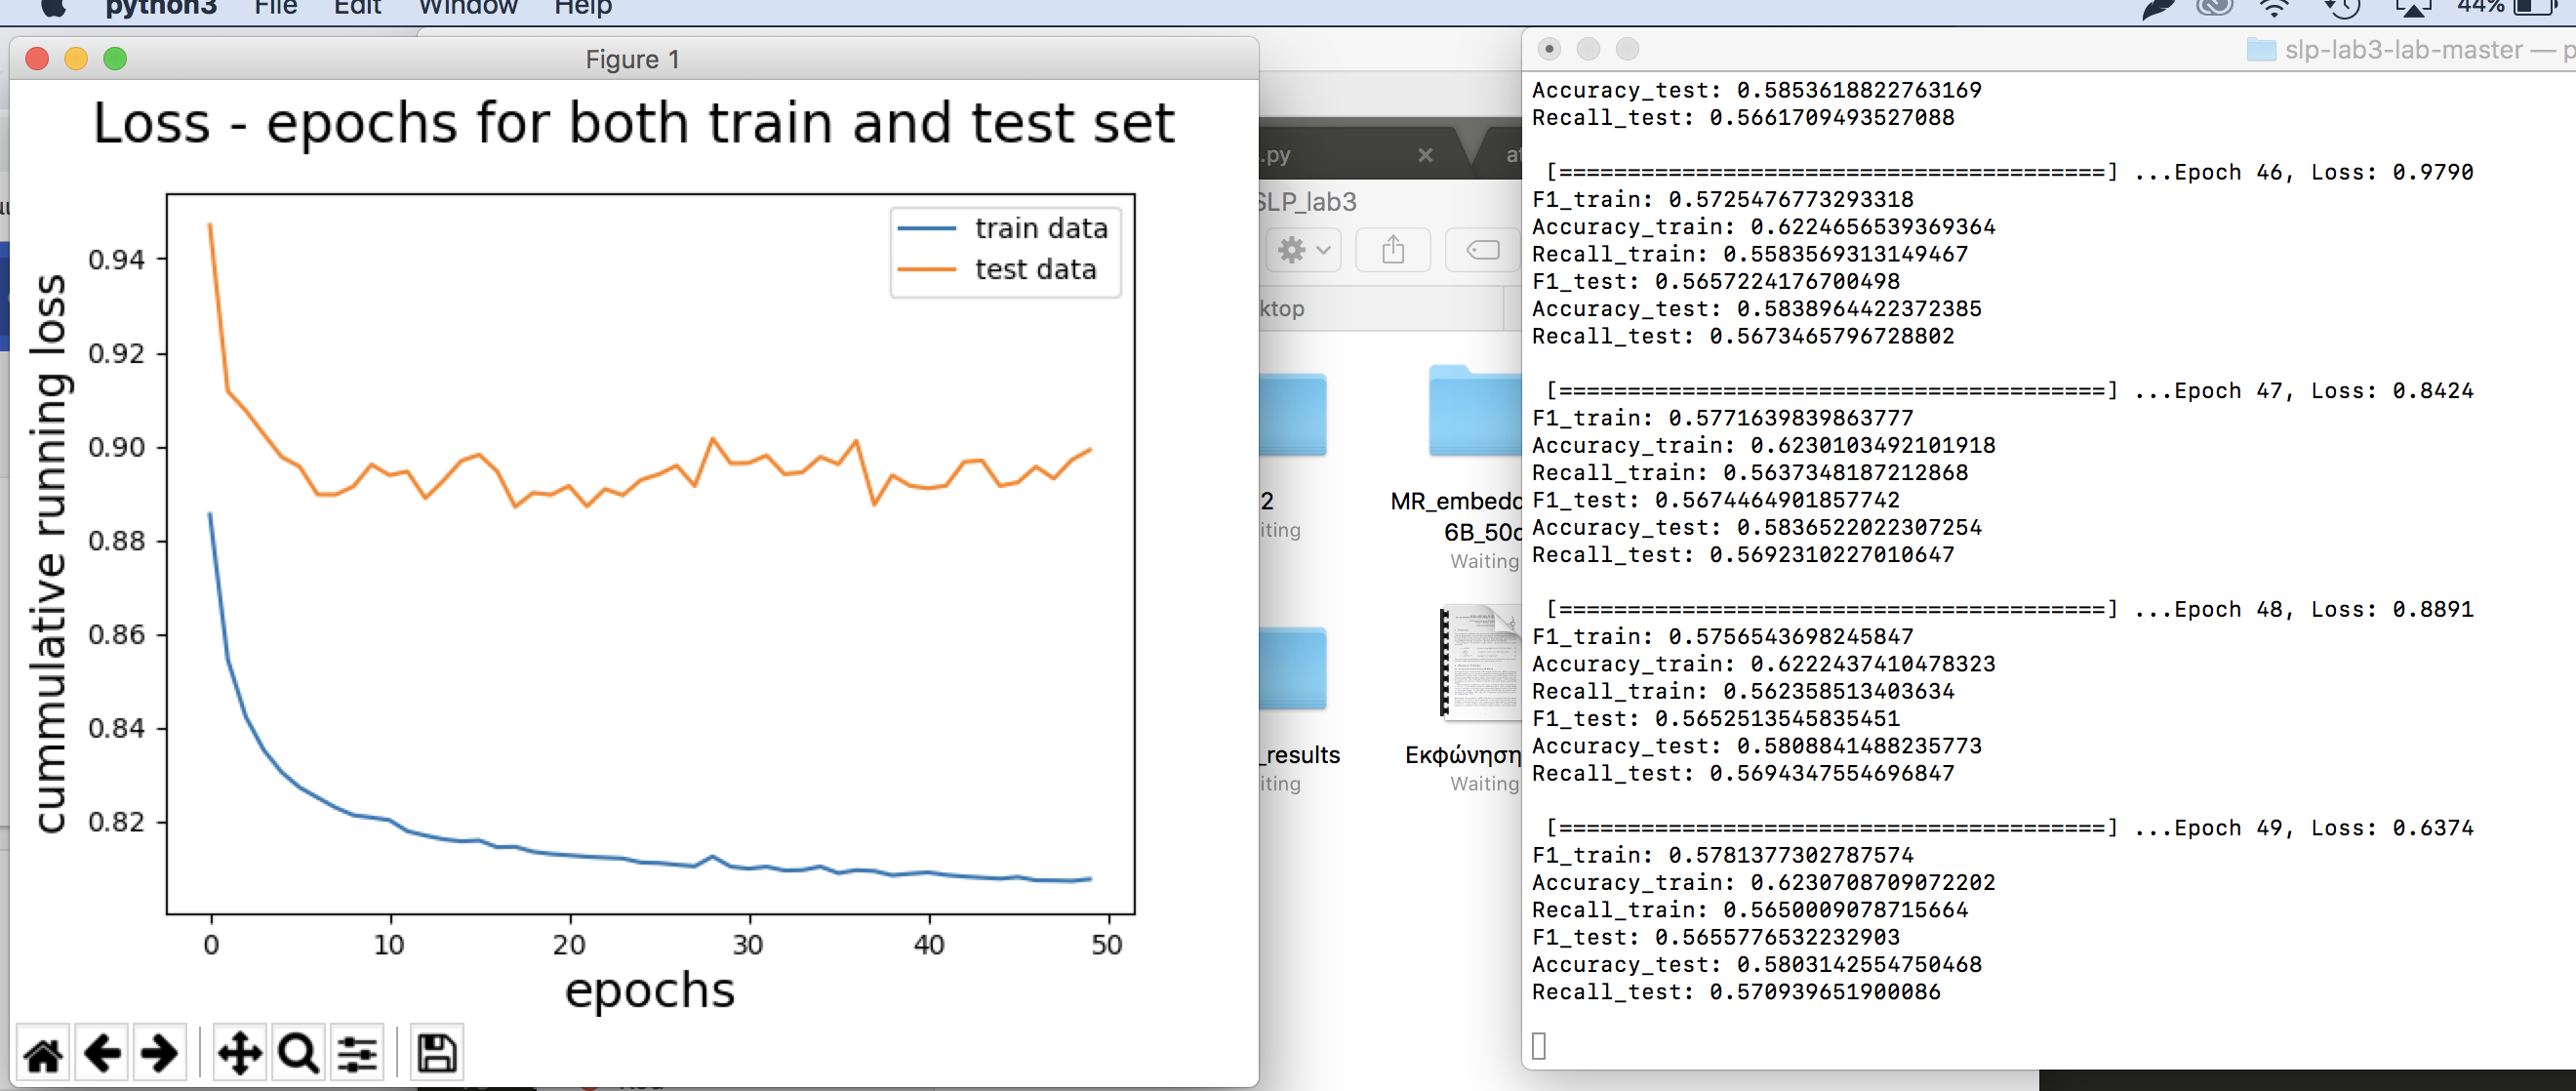 python3 File Edit Window Help
44%
Figure 1
Loss - epochs for both train and test set
train data
test data
0.94
0.92
0.90
0.88
0.86
0.84
0.82
cummulative running loss
0 10 20 30 40 50
epochs
.py
SLP_lab3
ktop
2
iting
MR_embedd
6B_50d
Waiting
_results
iting
Εκφώνηση
Waiting
slp-lab3-lab-master — p
Accuracy_test: 0.5853618822763169
Recall_test: 0.5661709493527088
[========================================] ...Epoch 46, Loss: 0.9790
F1_train: 0.5725476773293318
Accuracy_train: 0.6224656539369364
Recall_train: 0.5583569313149467
F1_test: 0.5657224176700498
Accuracy_test: 0.5838964422372385
Recall_test: 0.5673465796728802
[========================================] ...Epoch 47, Loss: 0.8424
F1_train: 0.5771639839863777
Accuracy_train: 0.6230103492101918
Recall_train: 0.5637348187212868
F1_test: 0.5674464901857742
Accuracy_test: 0.5836522022307254
Recall_test: 0.5692310227010647
[========================================] ...Epoch 48, Loss: 0.8891
F1_train: 0.5756543698245847
Accuracy_train: 0.6222437410478323
Recall_train: 0.562358513403634
F1_test: 0.5652513545835451
Accuracy_test: 0.5808841488235773
Recall_test: 0.5694347554696847
[========================================] ...Epoch 49, Loss: 0.6374
F1_train: 0.5781377302787574
Accuracy_train: 0.6230708709072202
Recall_train: 0.5650009078715664
F1_test: 0.5655776532232903
Accuracy_test: 0.5803142554750468
Recall_test: 0.570939651900086